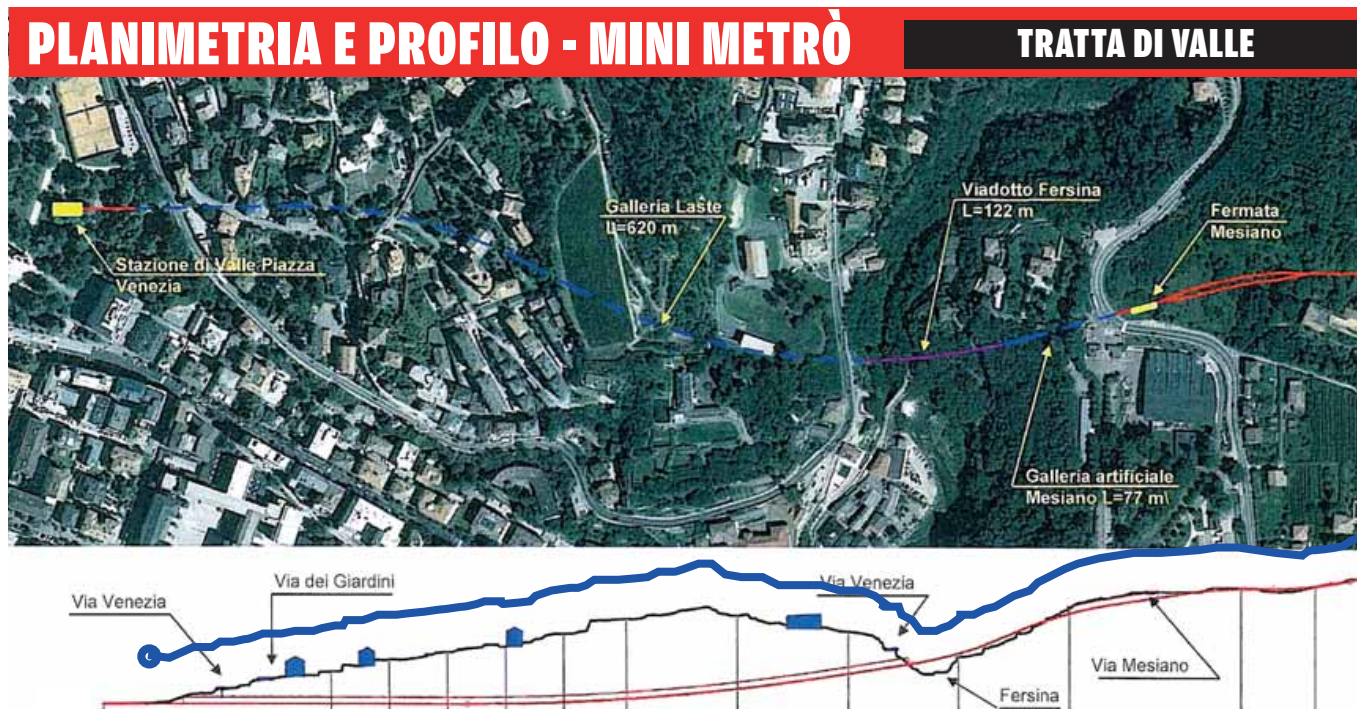 PLANIMETRIA E PROFILO - MINI METRÒ
TRATTA DI VALLE
Galleria Laste
L=620 m
Viadotto Fersina
L=122 m
Fermata
Mesiano
Stazione di Valle Piazza
Venezia
Galleria artificiale
Mesiano L=77 m
Via Venezia
Via dei Giardini
Via Venezia
Via Mesiano
Fersina